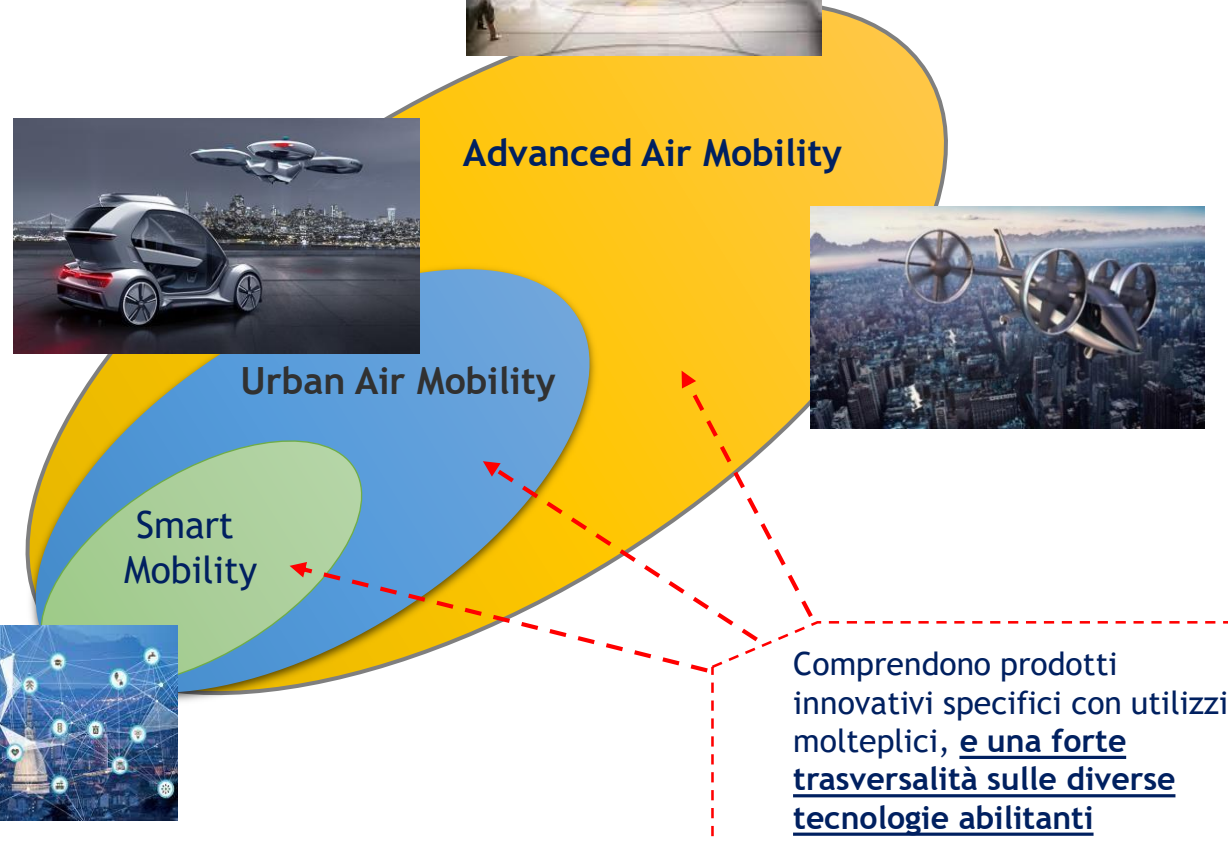 Advanced Air Mobility
Urban Air Mobility
Smart
Mobility
Comprendono prodotti
innovativi specifici con utilizzi
molteplici, e una forte
trasversalità sulle diverse
tecnologie abilitanti